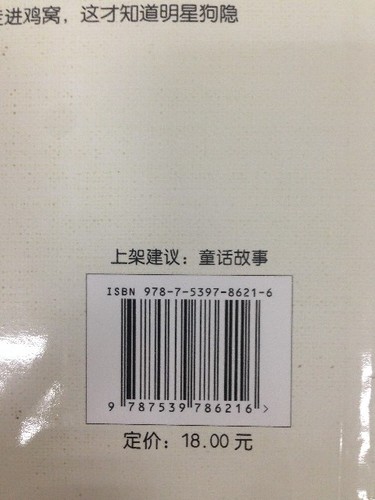 走进鸡窝，这才知道明星狗隐
上架建议：童话故事
ISBN 978-7-5397-8621-6
9 787539 786216 >
定价：18.00 元